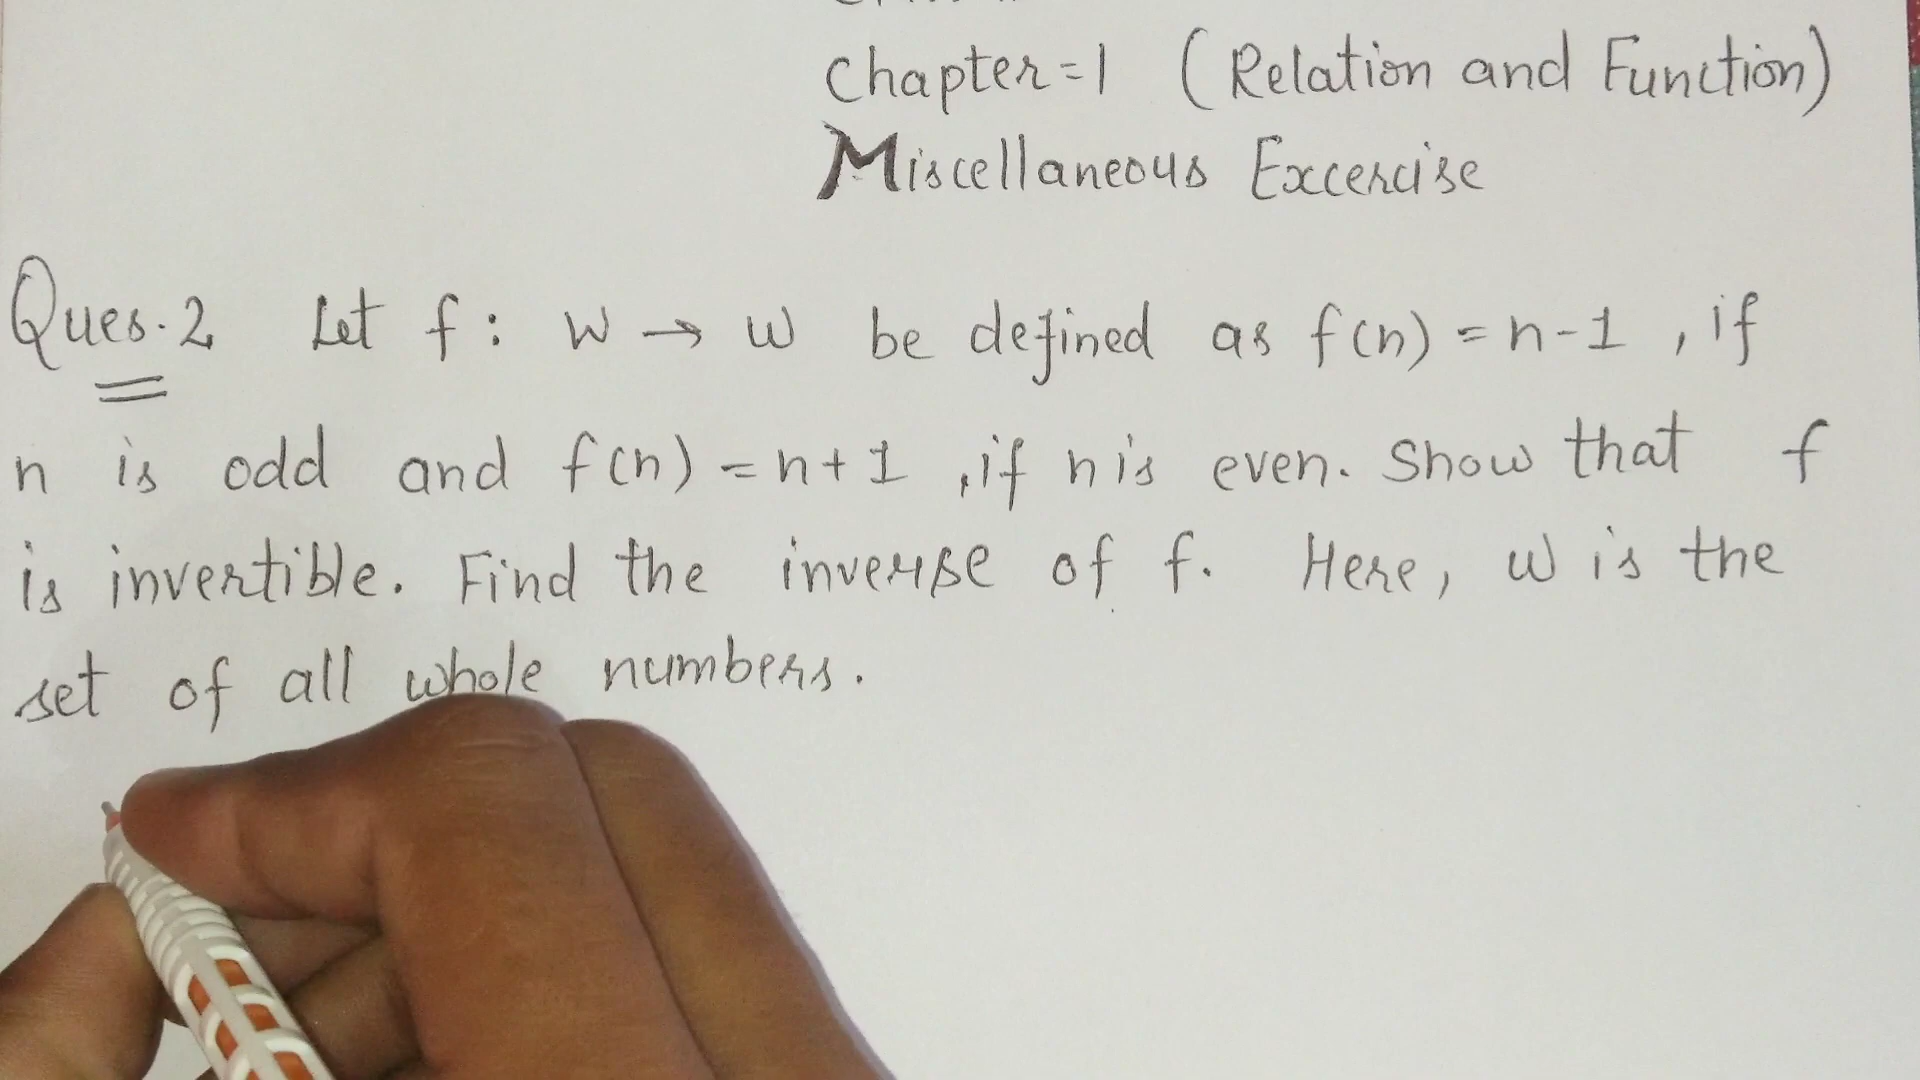 Chapter=1 (Relation and Function)
Miscellaneous Excercise
Ques.2 Let f: W → W be defined as f(n) = n-1, if
n is odd and f(n) = n+1, if n is even. Show that f
is invertible. Find the inverse of f. Here, W is the
set of all whole numbers.